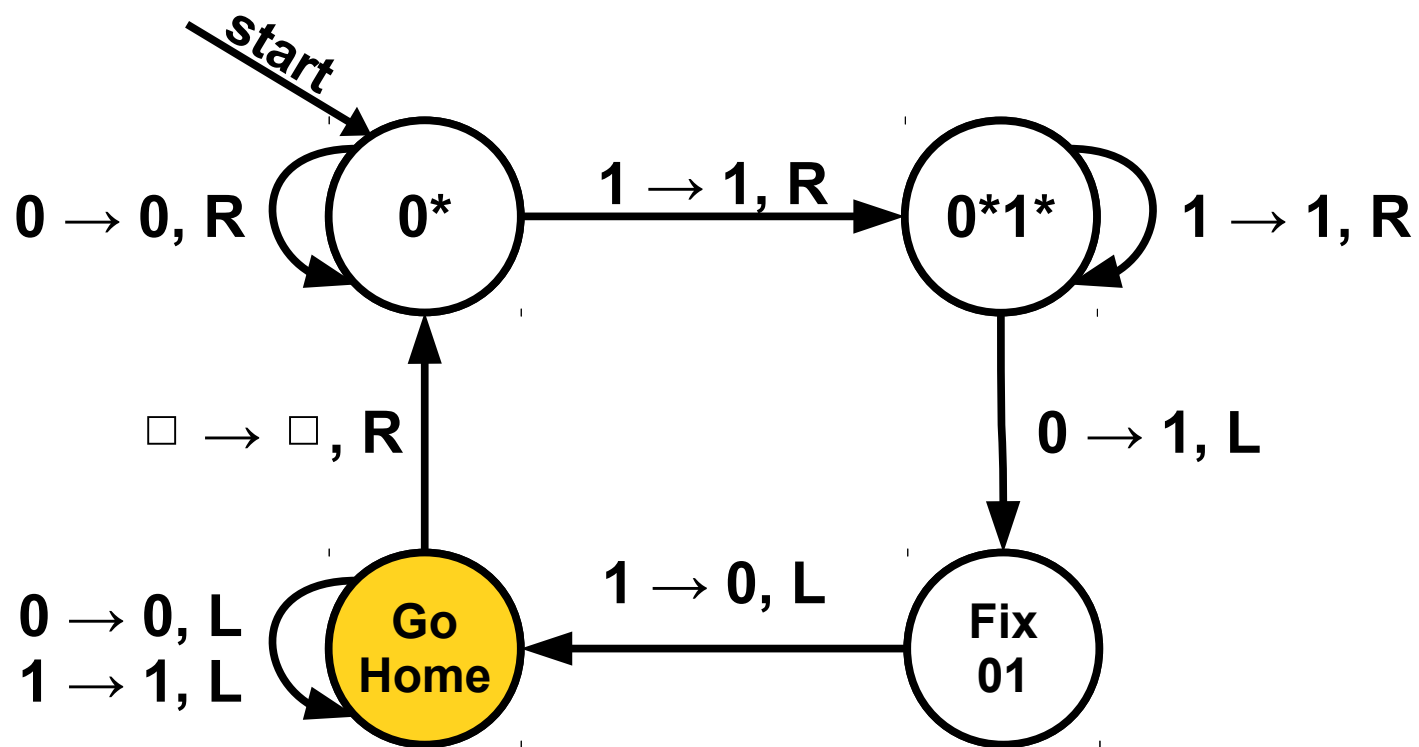 start
0 → 0, R
0*
1 → 1, R
0*1*
1 → 1, R
□ → □, R
0 → 1, L
0 → 0, L
1 → 1, L
Go
Home
1 → 0, L
Fix
01